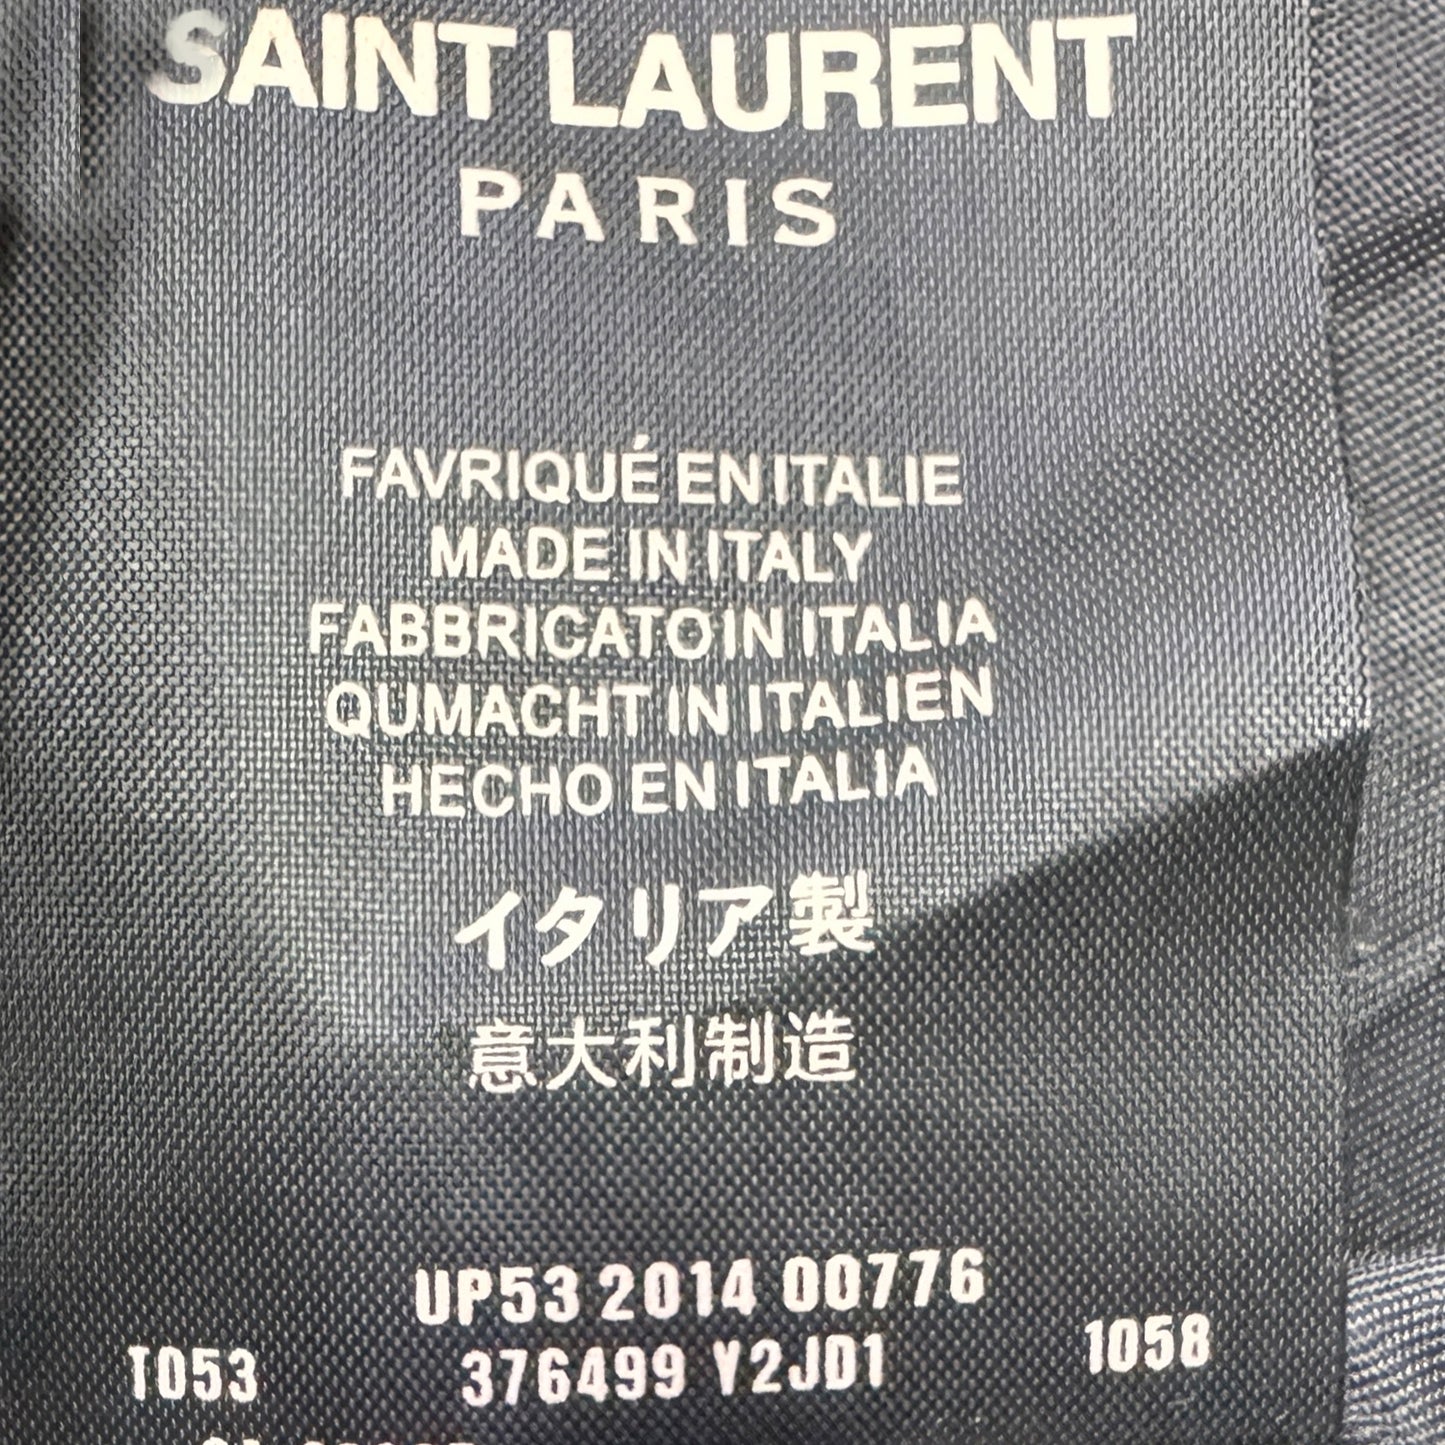 SAINT LAURENT
PARIS
FAVRIQUÉ EN ITALIE
MADE IN ITALY
FABBRICATO IN ITALIA
QUMACHT IN ITALIEN
HECHO EN ITALIA
イタリア製
意大利制造
UP53 2014 00776
T053 376499 Y2J01 1058